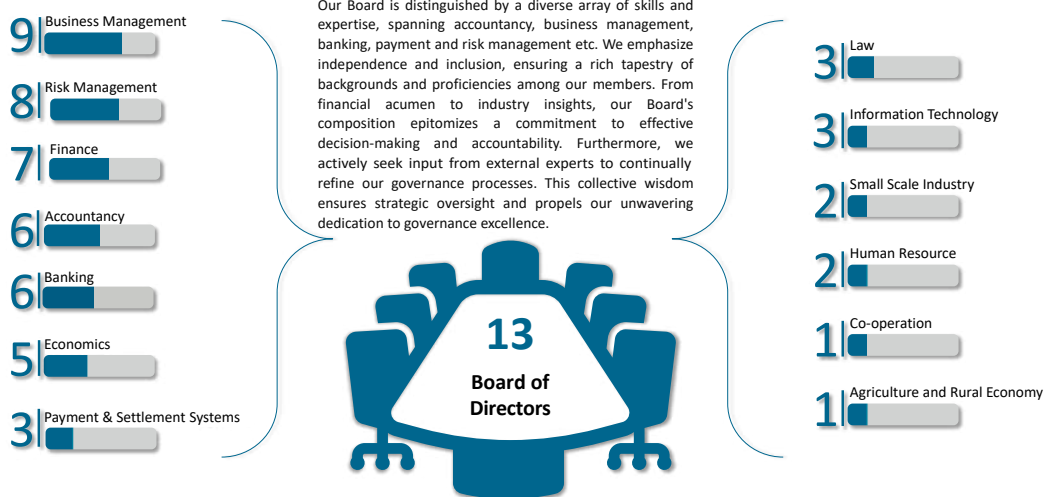 9
Business Management
8
Risk Management
7
Finance
6
Accountancy
6
Banking
5
Economics
3
Payment & Settlement Systems
Our Board is distinguished by a diverse array of skills and
expertise, spanning accountancy, business management,
banking, payment and risk management etc. We emphasize
independence and inclusion, ensuring a rich tapestry of
backgrounds and proficiencies among our members. From
financial acumen to industry insights, our Board's
composition epitomizes a commitment to effective
decision-making and accountability. Furthermore, we
actively seek input from external experts to continually
refine our governance processes. This collective wisdom
ensures strategic oversight and propels our unwavering
dedication to governance excellence.
13
Board of
Directors
3
Law
3
Information Technology
2
Small Scale Industry
2
Human Resource
1
Co-operation
1
Agriculture and Rural Economy